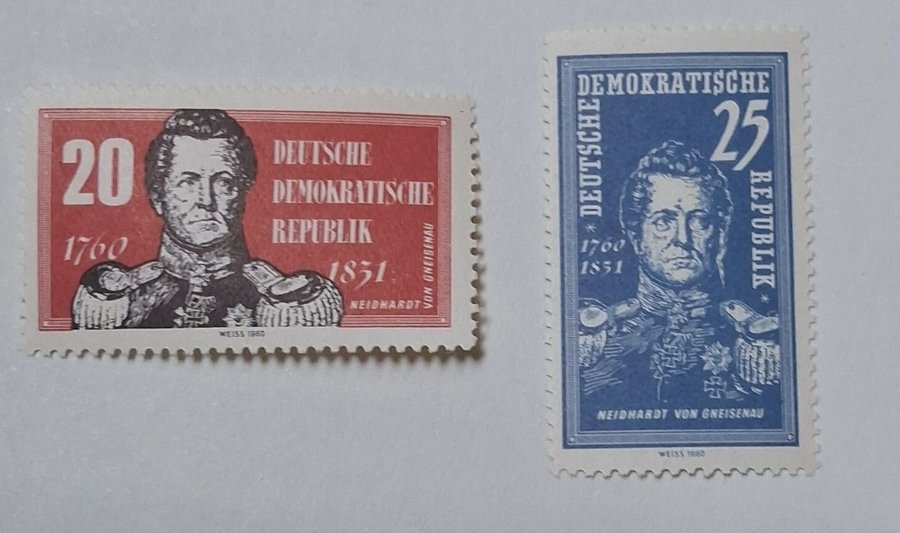 20
DEUTSCHE
DEMOKRATISCHE
REPUBLIK
1760
1831
NEIDHARDT
VON GNEISENAU
WEISS 1960
DEMOKRATISCHE
DEUTSCHE
25
REPUBLIK
* 1760
1831 *
NEIDHARDT VON GNEISENAU
WEISS 1960